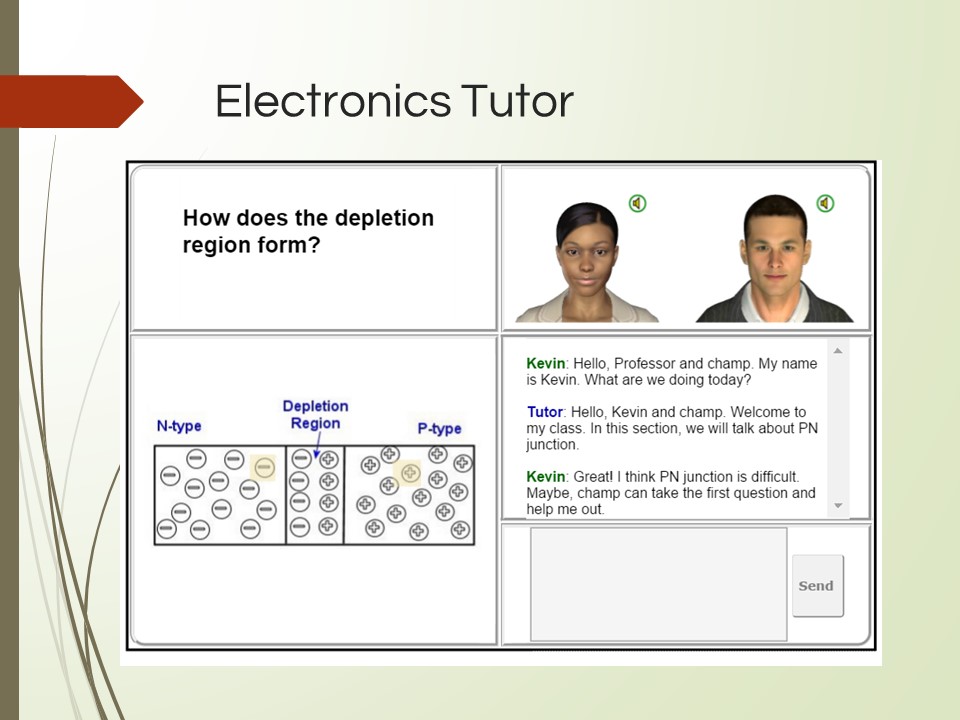 Electronics Tutor
How does the depletion
region form?
N-type
Depletion
Region
P-type
Kevin: Hello, Professor and champ. My name
is Kevin. What are we doing today?
Tutor: Hello, Kevin and champ. Welcome to
my class. In this section, we will talk about PN
junction.
Kevin: Great! I think PN junction is difficult.
Maybe, champ can take the first question and
help me out.
Send